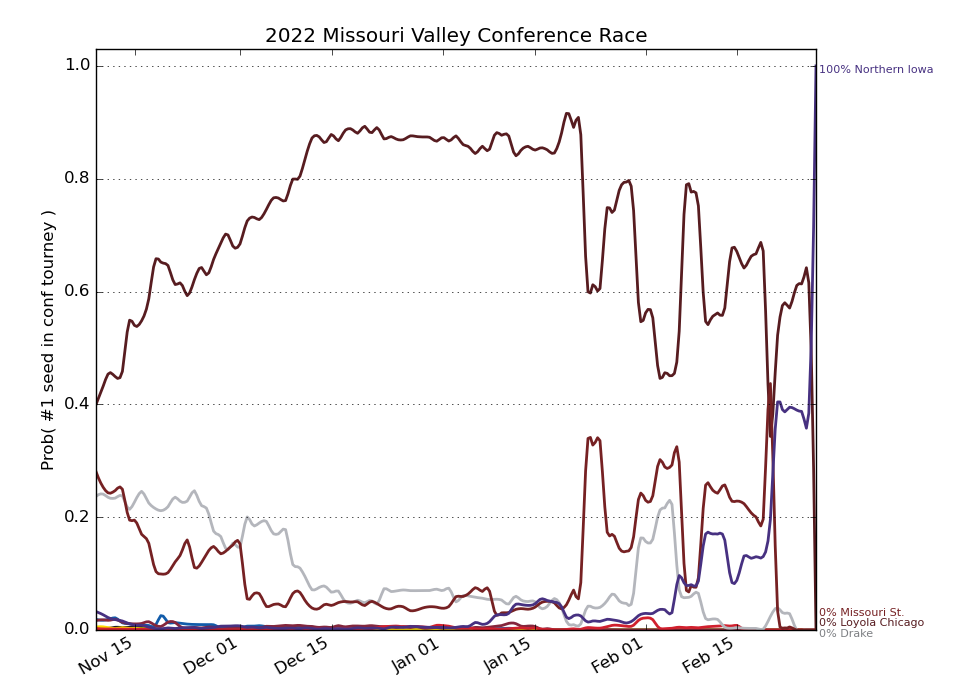 2022 Missouri Valley Conference Race
Prob( #1 seed in conf tourney )
1.0
0.8
0.6
0.4
0.2
0.0
Nov 15
Dec 01
Dec 15
Jan 01
Jan 15
Feb 01
Feb 15
100% Northern Iowa
0% Missouri St.
0% Loyola Chicago
0% Drake